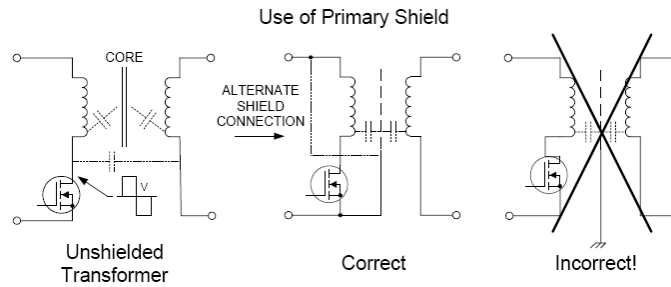 Use of Primary Shield
CORE
V
Unshielded
Transformer
ALTERNATE
SHIELD
CONNECTION
Correct
Incorrect!